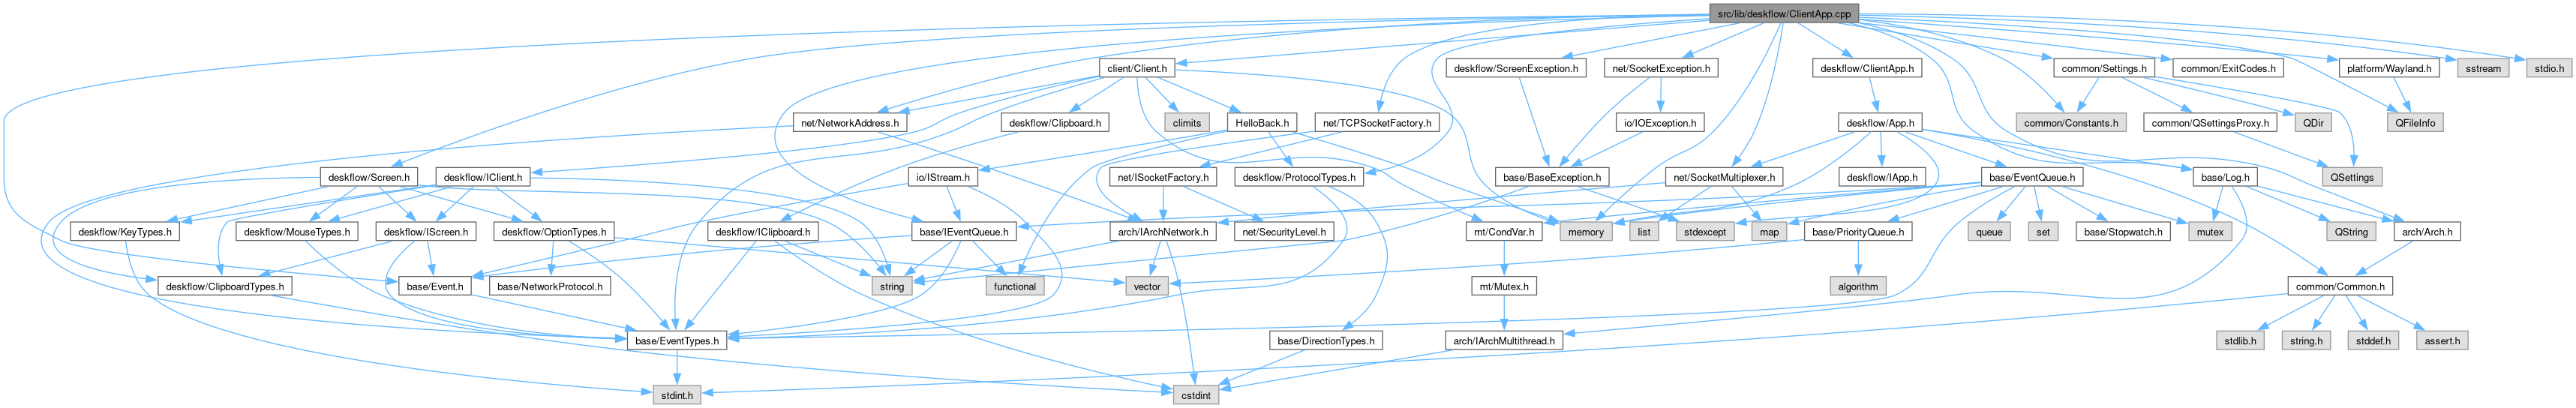 src/lib/deskflow/ClientApp.cpp
client/Client.h
deskflow/ScreenException.h
net/SocketException.h
deskflow/ClientApp.h
common/Settings.h
common/ExitCodes.h
platform/Wayland.h
sstream
stdio.h
net/NetworkAddress.h
deskflow/Clipboard.h
climits
HelloBack.h
net/TCPSocketFactory.h
io/IOException.h
deskflow/App.h
common/Constants.h
common/QSettingsProxy.h
QDir
QFileInfo
deskflow/Screen.h
deskflow/IClient.h
io/IStream.h
net/ISocketFactory.h
deskflow/ProtocolTypes.h
base/BaseException.h
net/SocketMultiplexer.h
deskflow/IApp.h
base/EventQueue.h
base/Log.h
QSettings
deskflow/KeyTypes.h
deskflow/MouseTypes.h
deskflow/IScreen.h
deskflow/OptionTypes.h
deskflow/IClipboard.h
base/IEventQueue.h
arch/IArchNetwork.h
net/SecurityLevel.h
mt/CondVar.h
memory
list
stdexcept
map
base/PriorityQueue.h
queue
set
base/Stopwatch.h
mutex
QString
arch/Arch.h
deskflow/ClipboardTypes.h
base/Event.h
base/NetworkProtocol.h
string
functional
vector
mt/Mutex.h
algorithm
common/Common.h
base/EventTypes.h
base/DirectionTypes.h
arch/IArchMultithread.h
stdlib.h
string.h
stddef.h
assert.h
stdint.h
cstdint